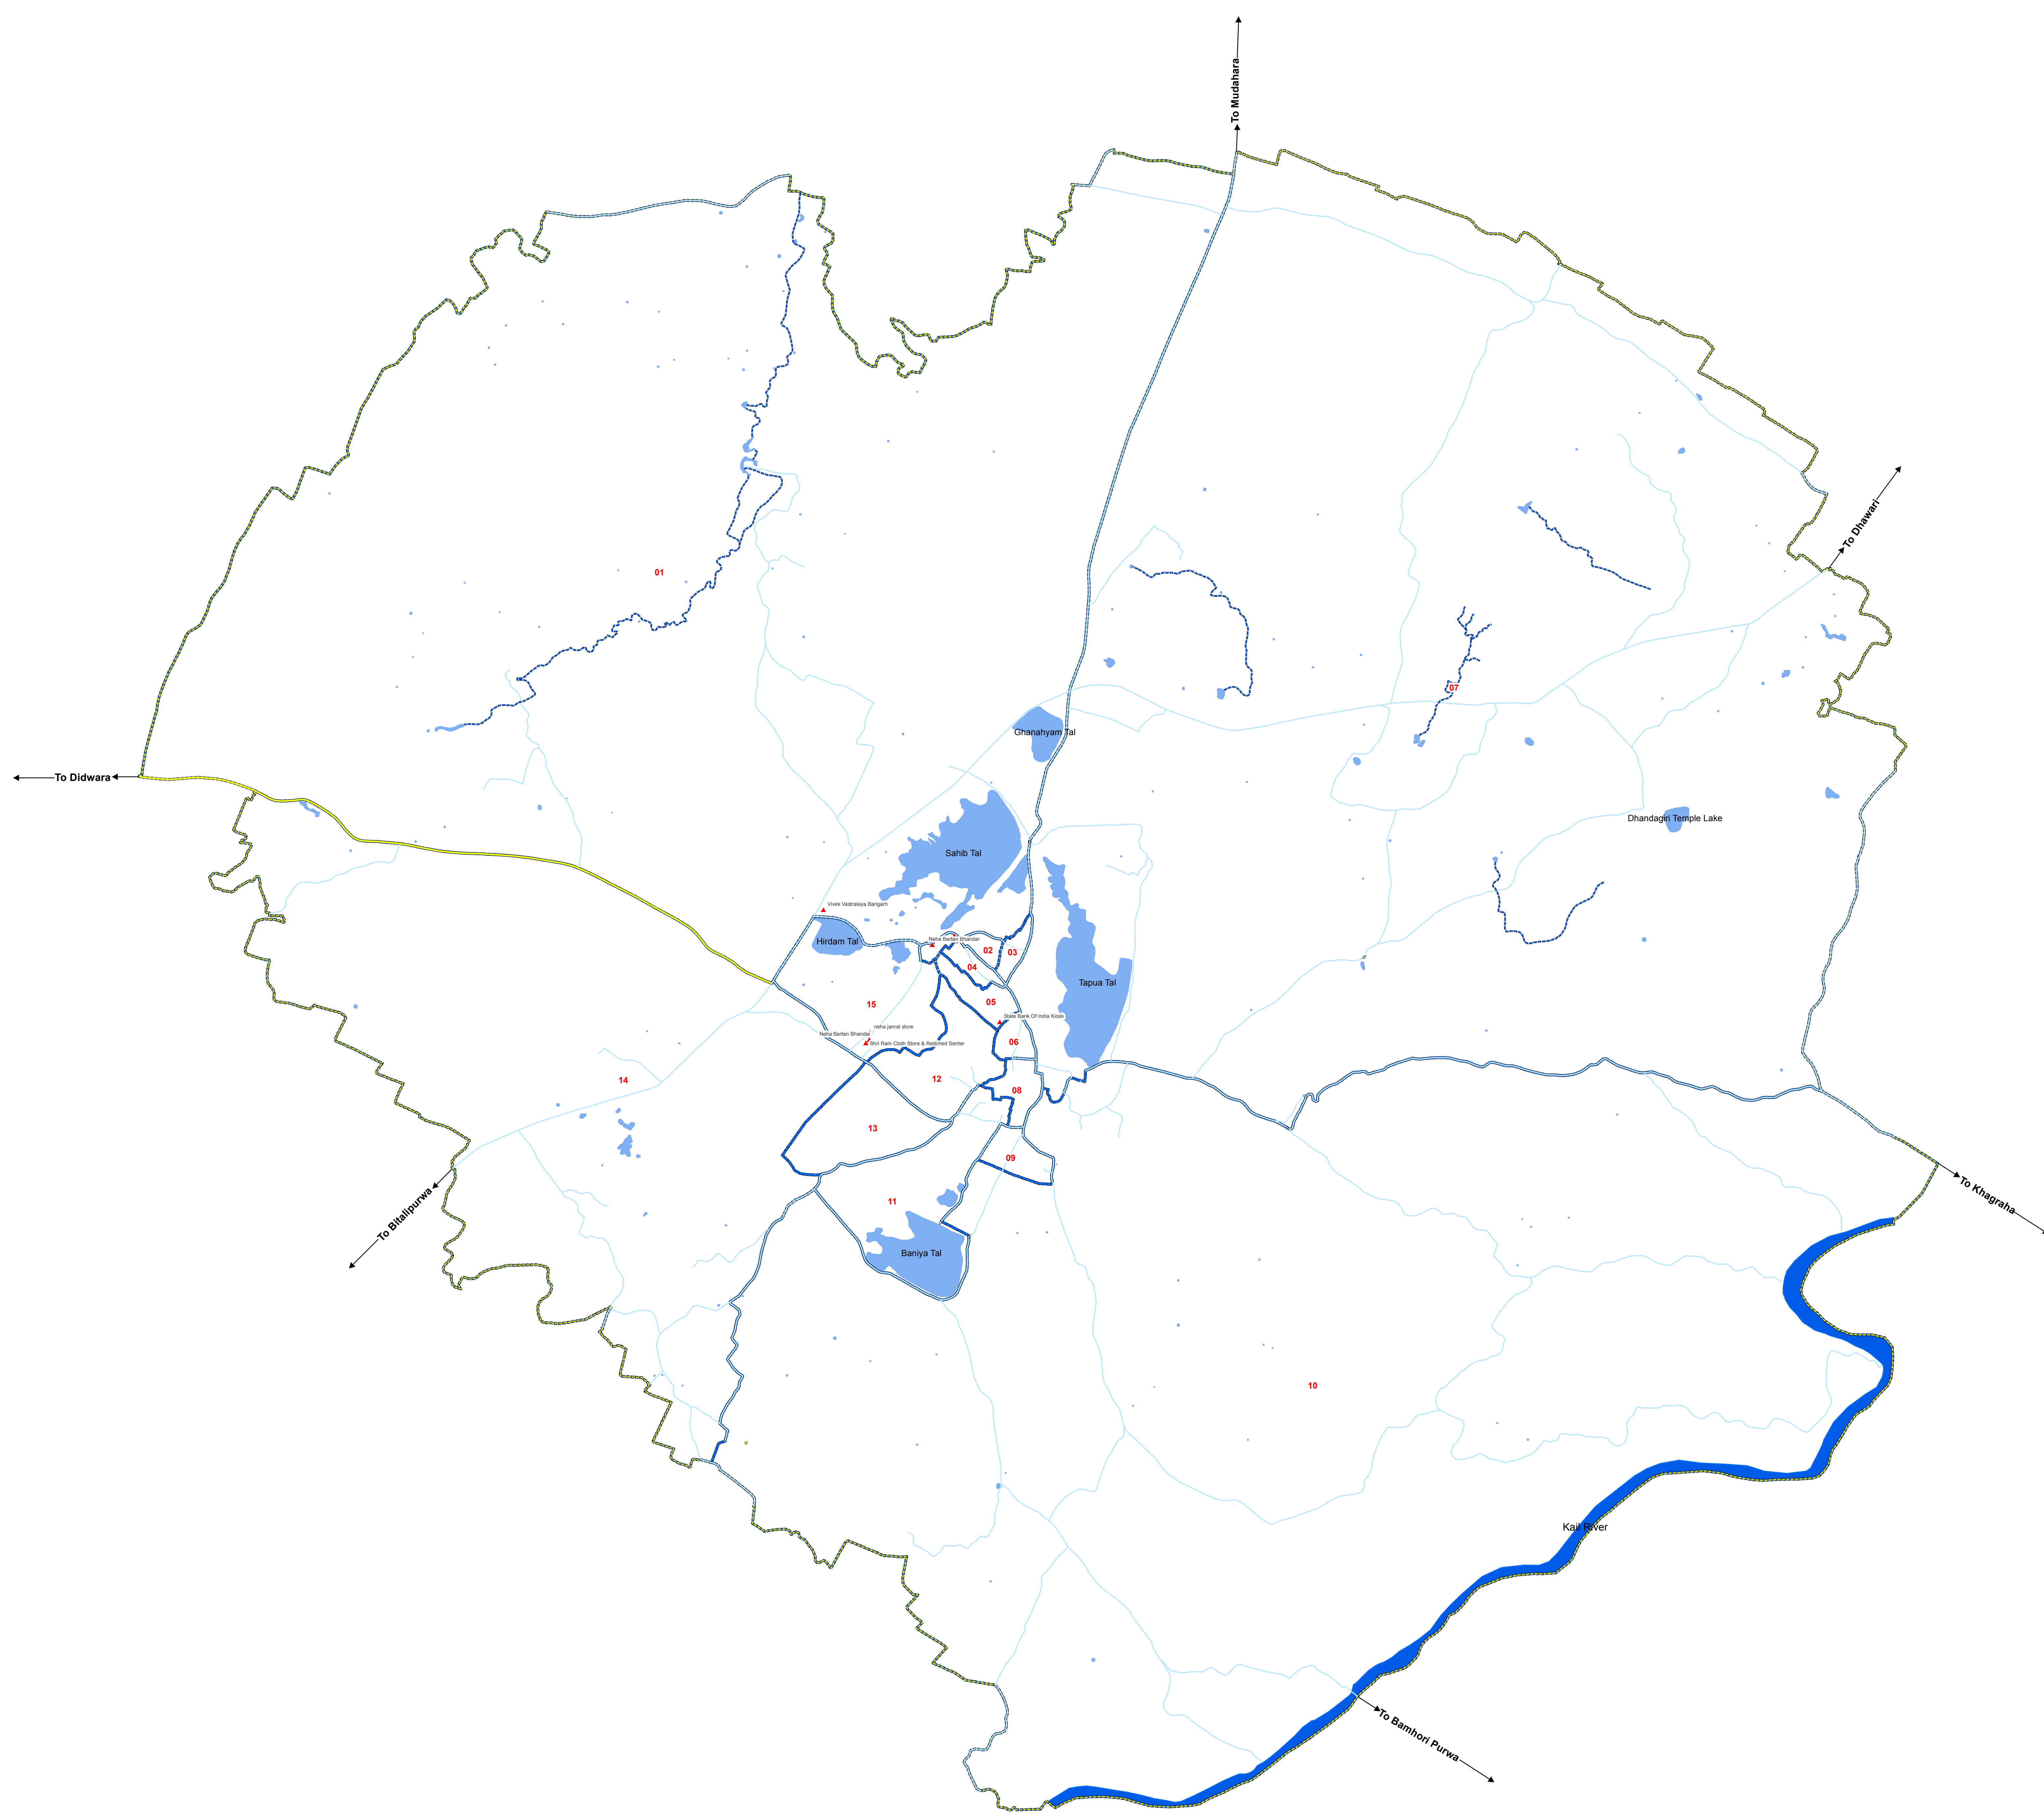 To Mudahara
To Dhawari
01
07
Ghanahyam Tal
To Didwara
Dhandagiri Temple Lake
Sahib Tal
Vivek Vastralaya Barigarh
Hirdam Tal
Neha Bartan Bhandar
02
03
04
Tapua Tal
15
05
State Bank Of India Kiosk
neha janral store
Neha Bartan Bhandar
Shri Ram Cloth Store & Redimed Senter
06
14
12
08
13
09
To Khagraha
11
To Bitalipurwa
Baniya Tal
10
Kail River
To Bamhori Purwa